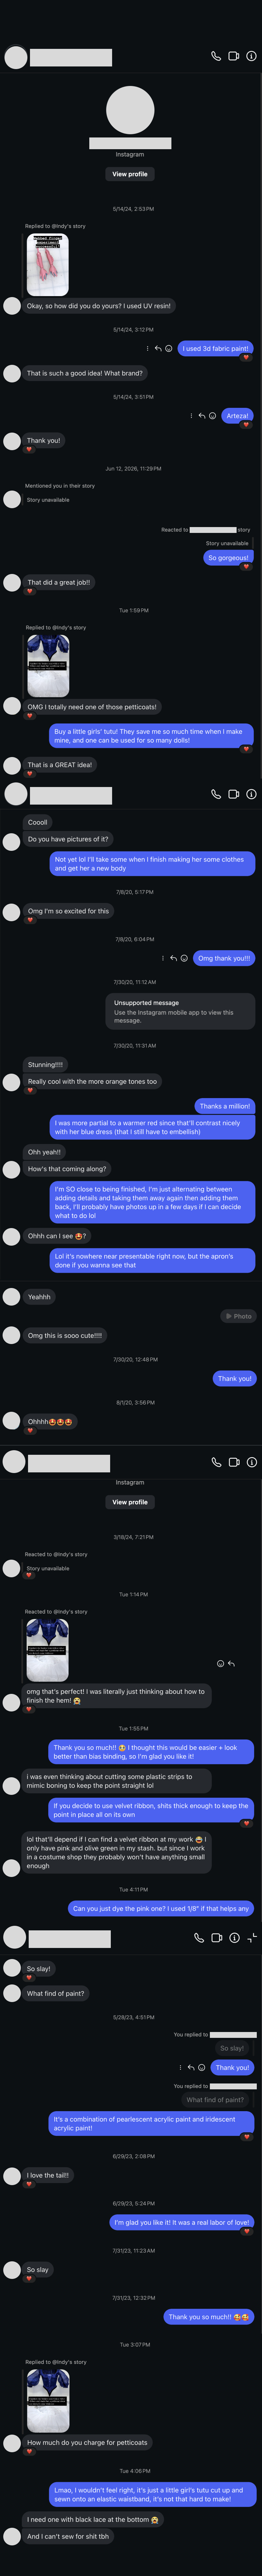 Instagram
View profile
5/14/24, 2:53 PM
Replied to @Indy's story
Okay, so how did you do yours? I used UV resin!
5/14/24, 3:12 PM
I used 3d fabric paint!
That is such a good idea! What brand?
5/14/24, 3:51 PM
Arteza!
Thank you!
Jun 12, 2026, 11:29 PM
Mentioned you in their story
Story unavailable
Reacted to
story
Story unavailable
So gorgeous!
That did a great job!!
Tue 1:59 PM
Replied to @Indy's story
OMG I totally need one of those petticoats!
Buy a little girls' tutu! They save me so much time when I make
mine, and one can be used for so many dolls!
That is a GREAT idea!
Coooll
Do you have pictures of it?
Not yet lol I'll take some when I finish making her some clothes
and get her a new body
7/6/20, 5:17 PM
Omg I'm so excited for this
7/9/20, 6:04 PM
Omg thank you!!!
7/30/20, 11:12 AM
Unsupported message
Use the Instagram mobile app to view this
message.
7/30/20, 11:31 AM
Stunning!!!!
Really cool with the more orange tones too
Thanks a million!
I was more partial to a warmer red since that'll contrast nicely
with her blue dress (that I still have to embellish)
Ohh yeah!!
How's that coming along?
I'm SO close to being finished, I'm just alternating between
adding details and taking them away again then adding them
back, I'll probably have photos up in a few days if I can decide
what to do lol
Ohhh can I see 🤩?
Lol it's nowhere near presentable right now, but the apron's
done if you wanna see that
Yeahhh
Photo
Omg this is sooo cute!!!!
7/30/20, 12:48 PM
Thank you!
8/1/20, 3:56 PM
Ohhhh🤩🤩🤩
Instagram
View profile
3/18/24, 7:21 PM
Reacted to @Indy's story
Story unavailable
Tue 1:14 PM
Reacted to @Indy's story
omg that's perfect! I was literally just thinking about how to
finish the hem! 😭
Tue 1:55 PM
Thank you so much!! 🥹 I thought this would be easier + look
better than bias binding, so I'm glad you like it!
i was even thinking about cutting some plastic strips to
mimic boning to keep the point straight lol
If you decide to use velvet ribbon, shits thick enough to keep the
point in place all on its own
lol that'll depend if I can find a velvet ribbon at my work 😅 I
only have pink and olive green in my stash. but since I work
in a costume shop they probably won't have anything small
enough
Tue 4:11 PM
Can you just dye the pink one? I used 1/8" if that helps any
So slay!
What find of paint?
5/28/23, 4:51 PM
You replied to
So slay!
Thank you!
You replied to
What find of paint?
It's a combination of pearlescent acrylic paint and iridescent
acrylic paint!
6/29/23, 2:08 PM
I love the tail!!
6/29/23, 5:24 PM
I'm glad you like it! It was a real labor of love!
7/31/23, 11:23 AM
So slay
7/31/23, 12:32 PM
Thank you so much!! 🥰🥰
Tue 3:07 PM
Replied to @Indy's story
How much do you charge for petticoats
Tue 4:06 PM
Lmao, I wouldn't feel right, it's just a little girl's tutu cut up and
sewn onto an elastic waistband, it's not that hard to make!
I need one with black lace at the bottom 😭
And I can't sew for shit tbh